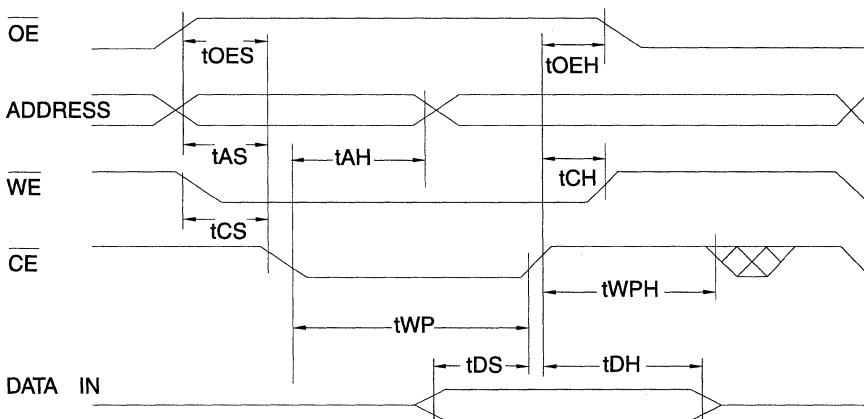 OE
tOES
tOEH
ADDRESS
tAS
tAH
tCH
WE
tCS
CE
tWPH
tWP
tDS
tDH
DATA IN